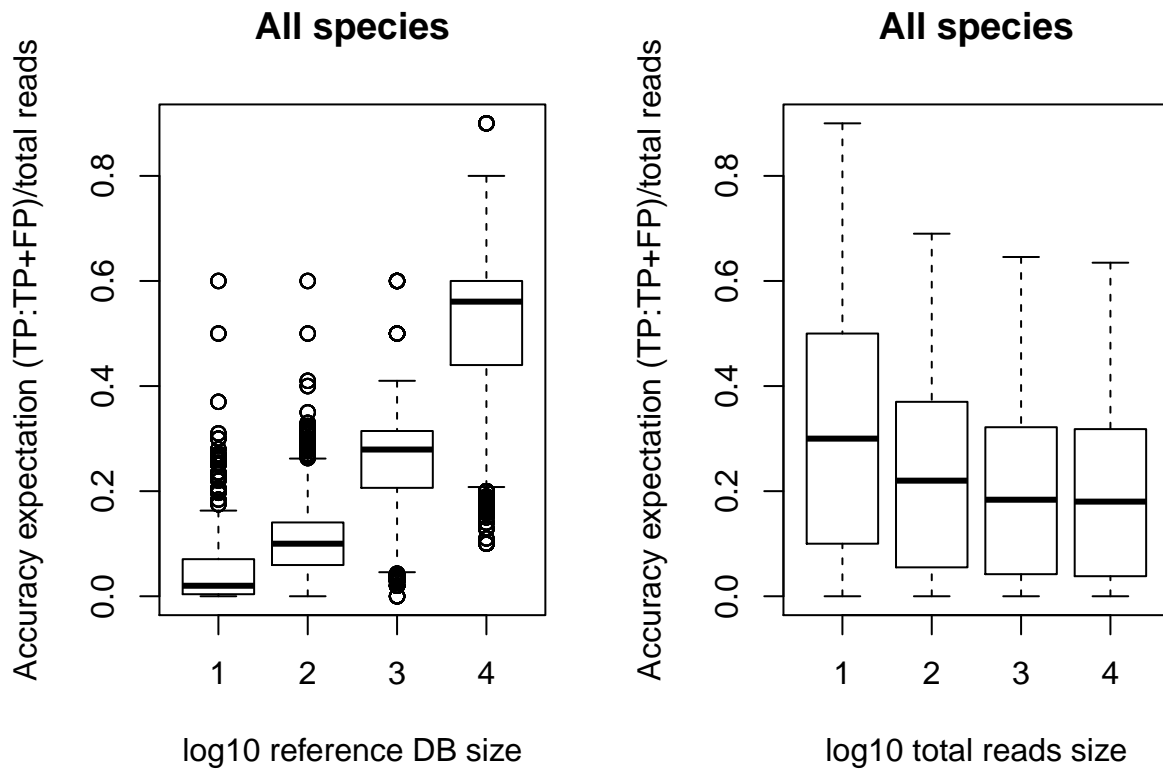 All species
Accuracy expectation (TP:TP+FP)/total reads
0.8
0.6
0.4
0.2
0.0
1 2 3 4
log10 reference DB size
All species
Accuracy expectation (TP:TP+FP)/total reads
0.8
0.6
0.4
0.2
0.0
1 2 3 4
log10 total reads size